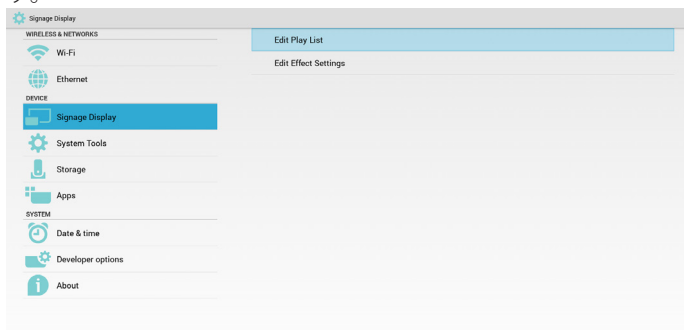 Signage Display
WIRELESS & NETWORKS
Wi-Fi
Ethernet
DEVICE
Signage Display
System Tools
Storage
Apps
SYSTEM
Date & time
Developer options
About
Edit Play List
Edit Effect Settings